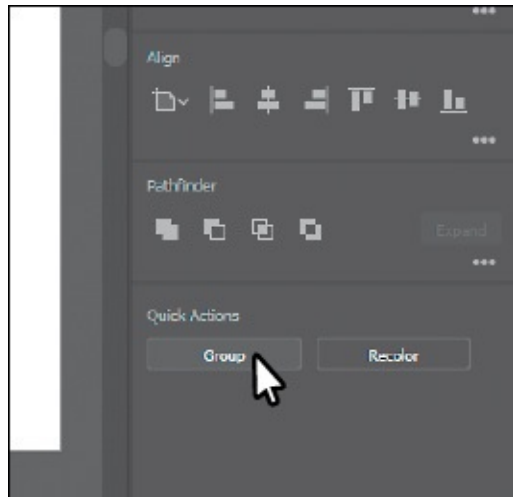 Align
Pathfinder
Expand
Quick Actions
Group Recolor